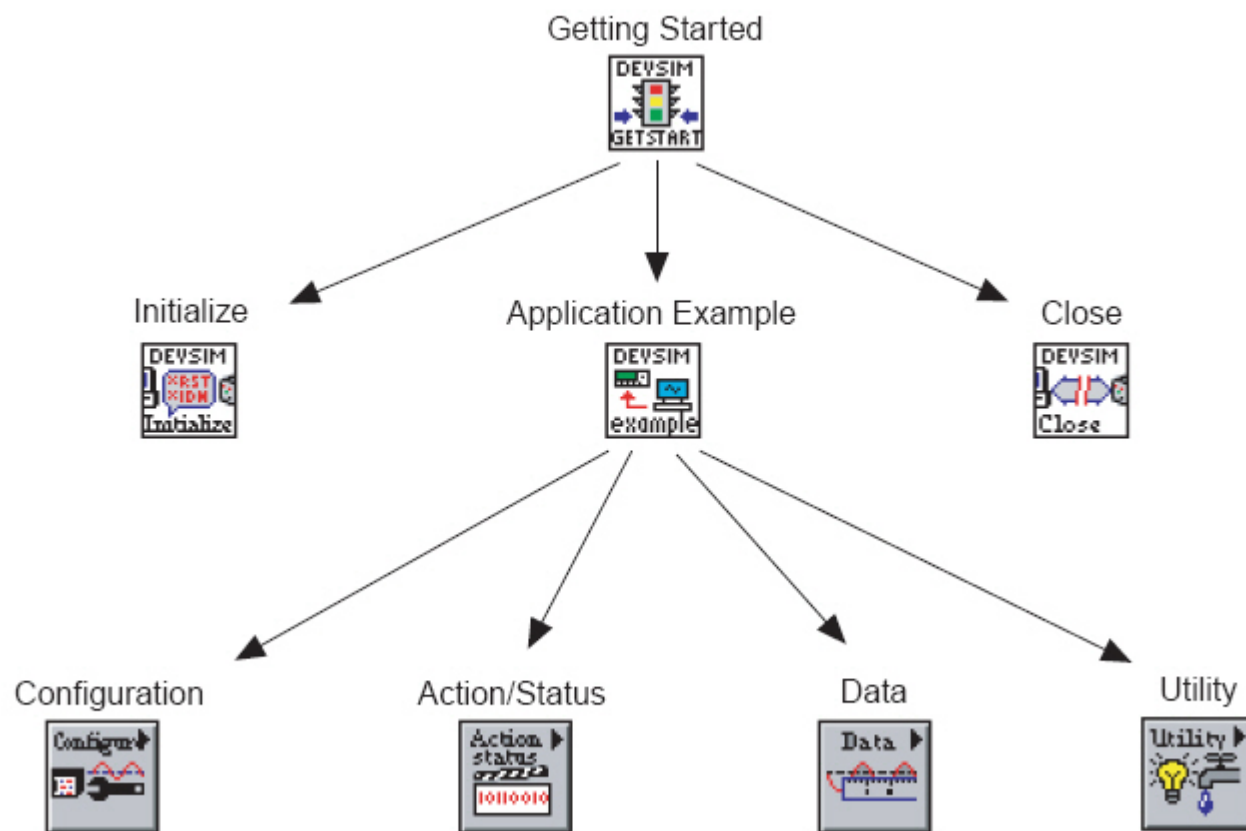 Getting Started
DEVSIM
GETSTART
Initialize
Application Example
Close
DEVSIM
*RST
*IDN
Initialize
DEVSIM
example
DEVSIM
Close
Configuration
Action/Status
Data
Utility
Configure
Action
status
10110010
Data
Utility